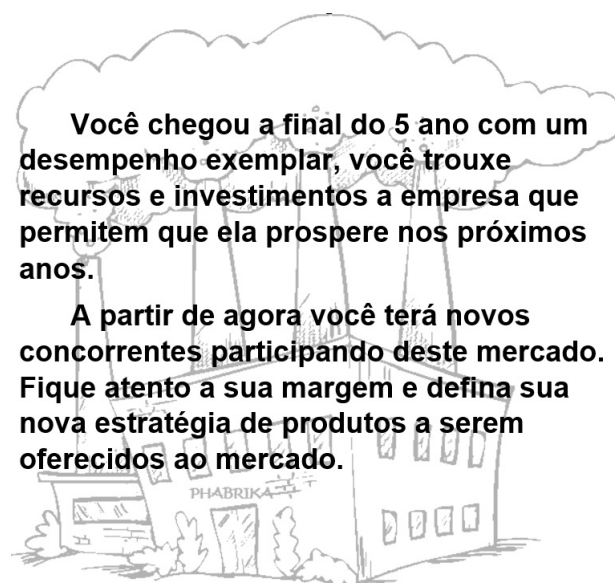 Você chegou a final do 5 ano com um
desempenho exemplar, você trouxe
recursos e investimentos a empresa que
permitem que ela prospere nos próximos
anos.
A partir de agora você terá novos
concorrentes participando deste mercado.
Fique atento a sua margem e defina sua
nova estratégia de produtos a serem
oferecidos ao mercado.
PHABRIKA